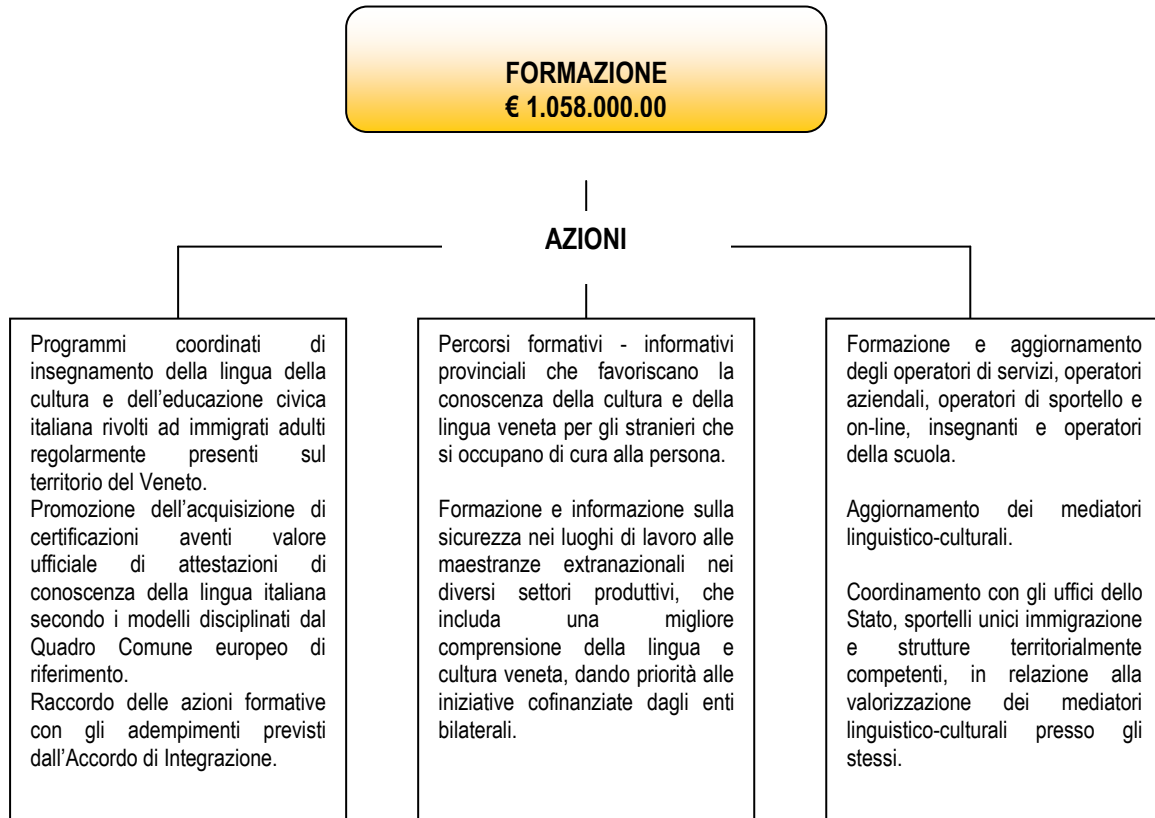 FORMAZIONE
€ 1.058.000.00
AZIONI
Programmi coordinati di
insegnamento della lingua della
cultura e dell'educazione civica
italiana rivolti ad immigrati adulti
regolarmente presenti sul
territorio del Veneto.
Promozione dell'acquisizione di
certificazioni aventi valore
ufficiale di attestazioni di
conoscenza della lingua italiana
secondo i modelli disciplinati dal
Quadro Comune europeo di
riferimento.
Raccordo delle azioni formative
con gli adempimenti previsti
dall'Accordo di Integrazione.
Percorsi formativi - informativi
provinciali che favoriscano la
conoscenza della cultura e della
lingua veneta per gli stranieri che
si occupano di cura alla persona.
Formazione e informazione sulla
sicurezza nei luoghi di lavoro alle
maestranze extranazionali nei
diversi settori produttivi, che
includa una migliore
comprensione della lingua e
cultura veneta, dando priorità alle
iniziative cofinanziate dagli enti
bilaterali.
Formazione e aggiornamento
degli operatori di servizi, operatori
aziendali, operatori di sportello e
on-line, insegnanti e operatori
della scuola.
Aggiornamento dei mediatori
linguistico-culturali.
Coordinamento con gli uffici dello
Stato, sportelli unici immigrazione
e strutture territorialmente
competenti, in relazione alla
valorizzazione dei mediatori
linguistico-culturali presso gli
stessi.